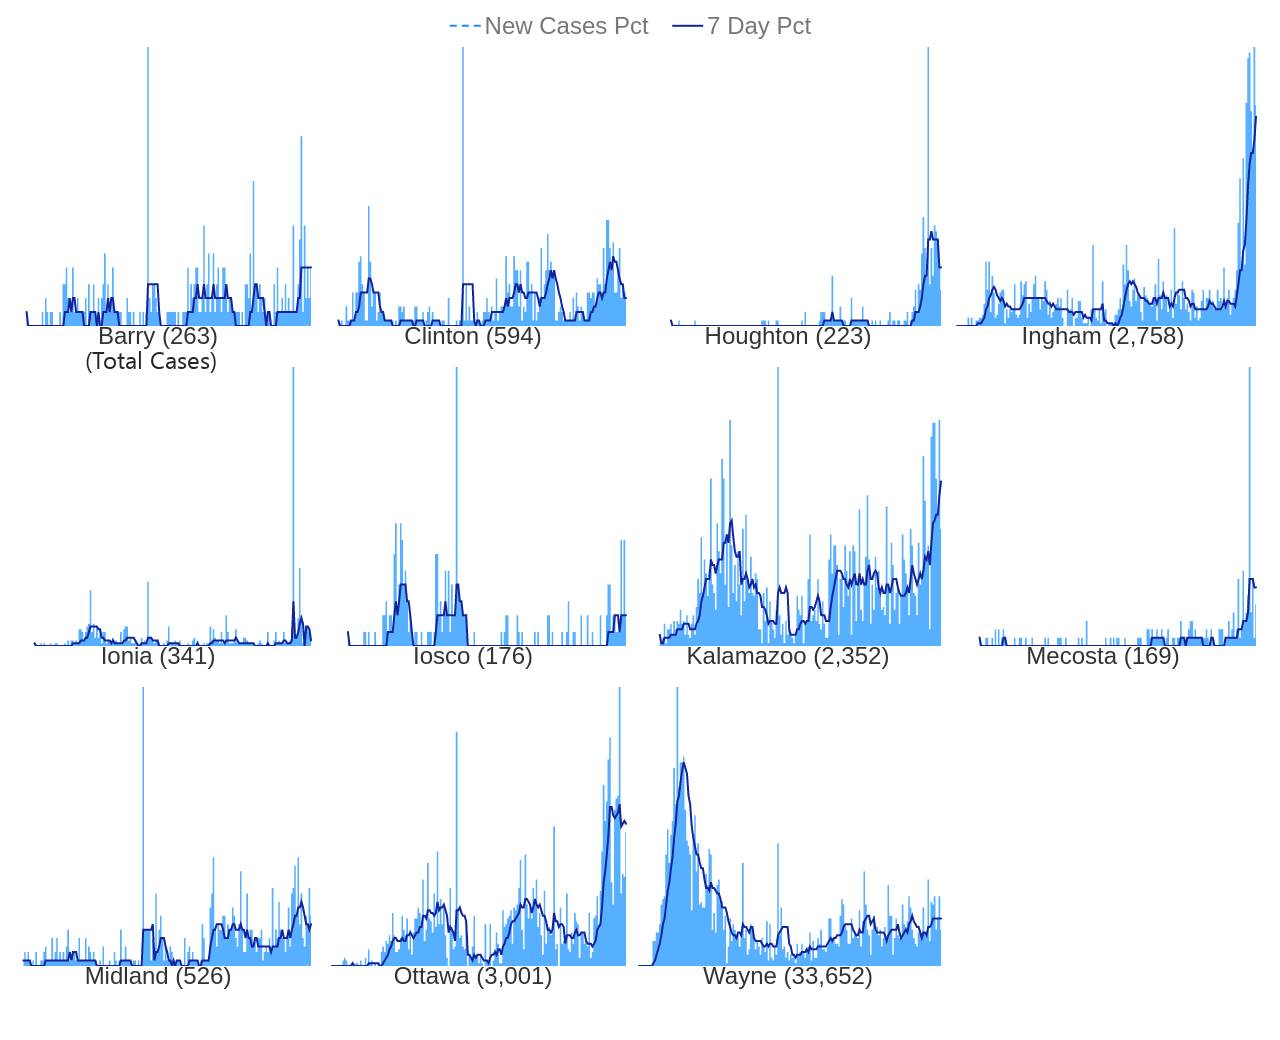 New Cases Pct 7 Day Pct
Barry (263) Clinton (594) Houghton (223) Ingham (2,758)
(Total Cases)
Ionia (341) Iosco (176) Kalamazoo (2,352) Mecosta (169)
Midland (526) Ottawa (3,001) Wayne (33,652)